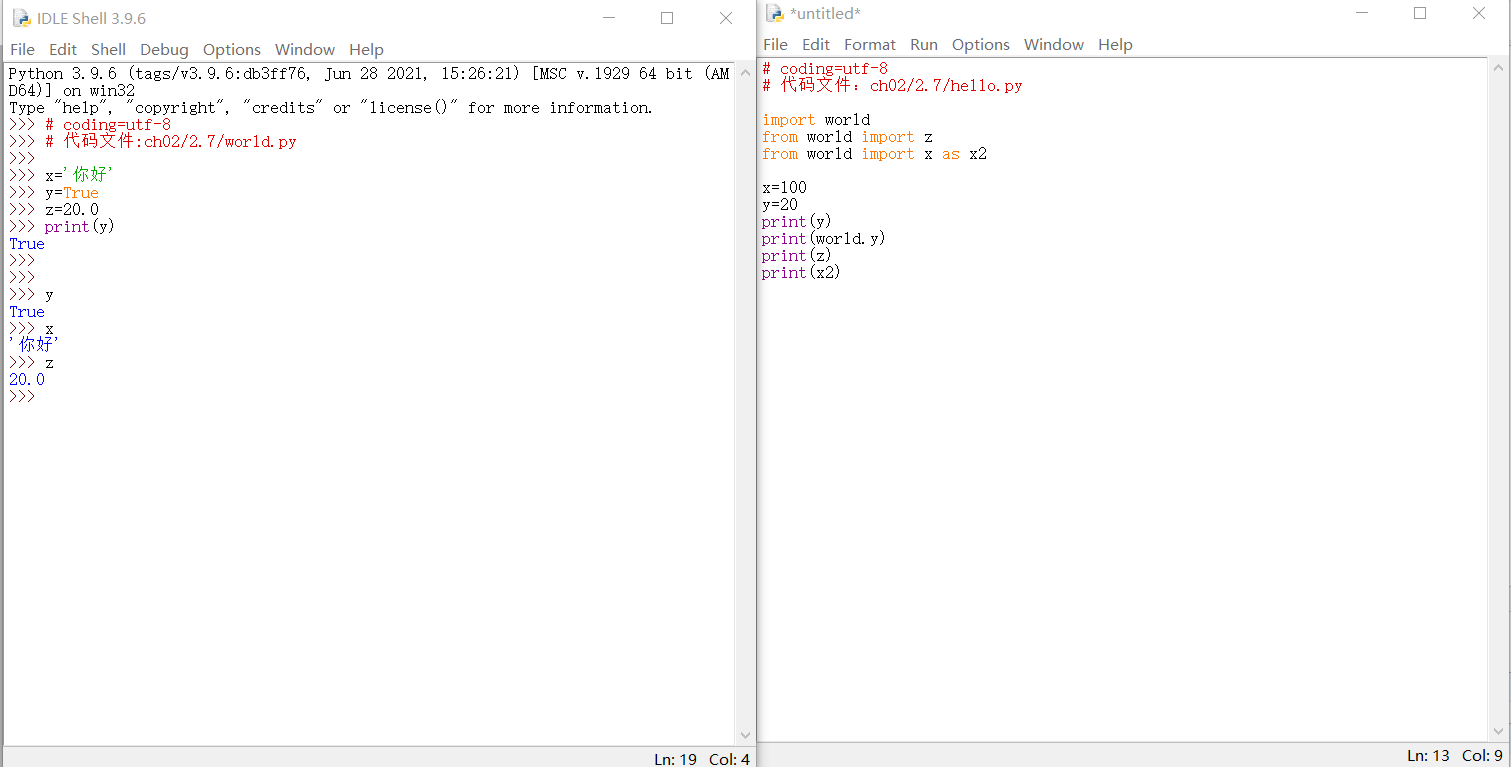 IDLE Shell 3.9.6
File Edit Shell Debug Options Window Help
Python 3.9.6 (tags/v3.9.6:db3ff76, Jun 28 2021, 15:26:21) [MSC v.1929 64 bit (AM
D64)] on win32
Type "help", "copyright", "credits" or "license()" for more information.
>>> # coding=utf-8
>>> # 代码文件:ch02/2.7/world.py
>>>
>>> x='你好'
>>> y=True
>>> z=20.0
>>> print(y)
True
>>>
>>>
>>> y
True
>>> x
'你好'
>>> z
20.0
>>>
Ln: 19 Col: 4
*untitled*
File Edit Format Run Options Window Help
# coding=utf-8
# 代码文件：ch02/2.7/hello.py
import world
from world import z
from world import x as x2
x=100
y=20
print(y)
print(world.y)
print(z)
print(x2)
Ln: 13 Col: 9